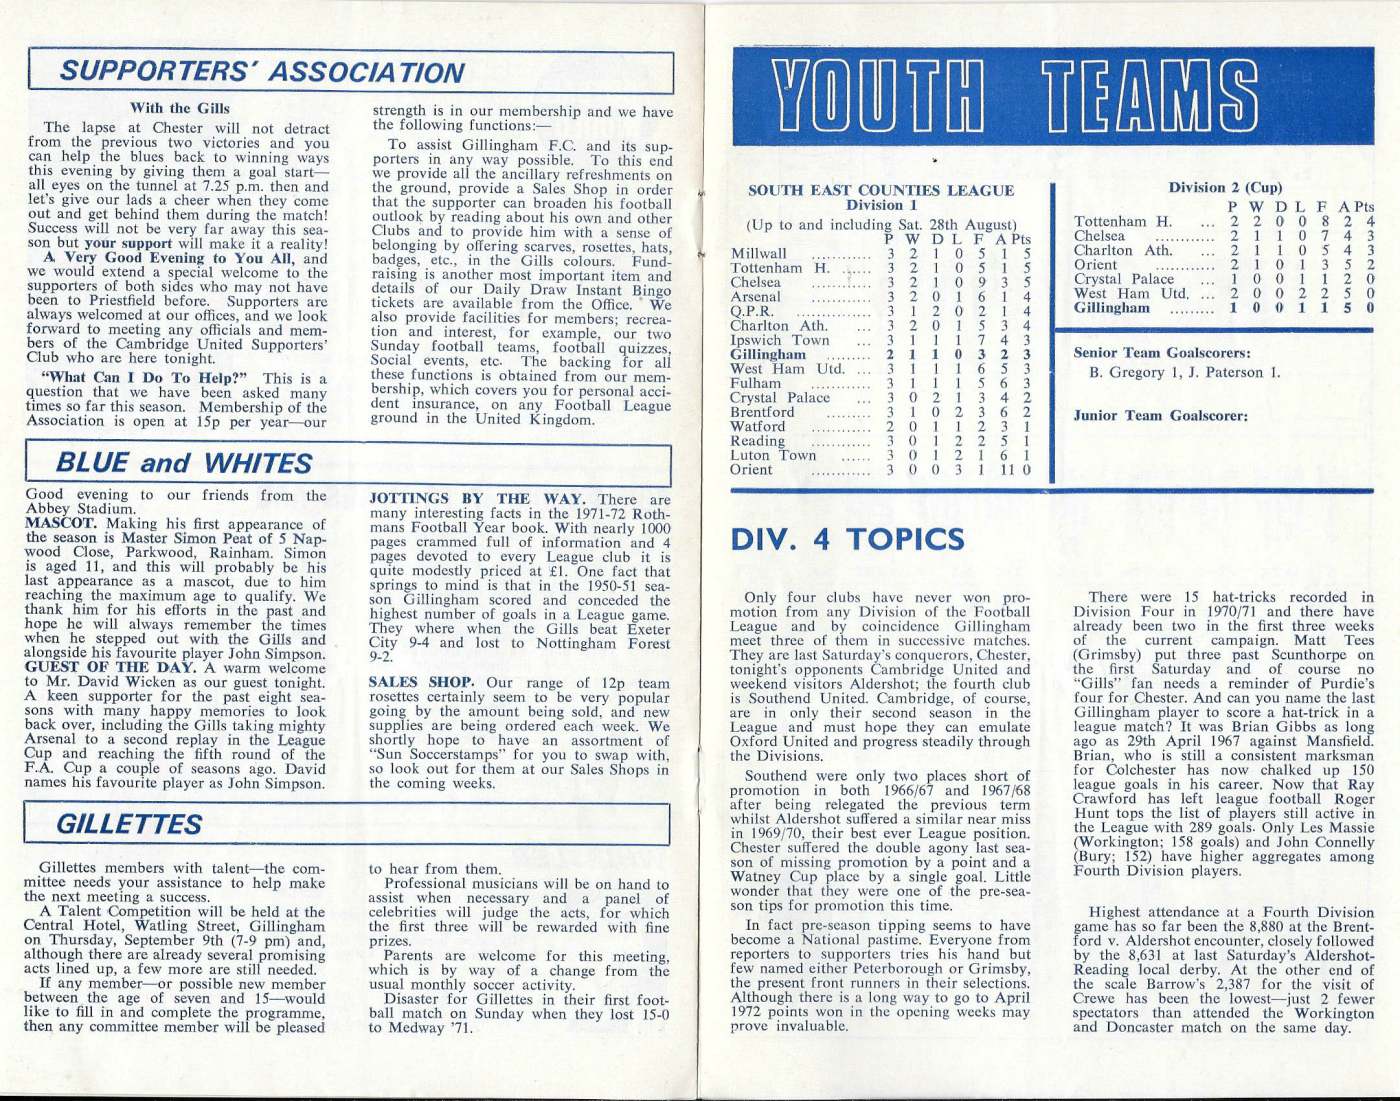 SUPPORTERS' ASSOCIATION
With the Gills
The lapse at Chester will not detract
from the previous two victories and you
can help the blues back to winning ways
this evening by giving them a goal start—
all eyes on the tunnel at 7.25 p.m. then and
let's give our lads a cheer when they come
out and get behind them during the match!
Success will not be very far away this sea-
son but your support will make it a reality!
A Very Good Evening to You All, and
we would extend a special welcome to the
supporters of both sides who may not have
been to Priestfield before. Supporters are
always welcomed at our offices, and we look
forward to meeting any officials and mem-
bers of the Cambridge United Supporters'
Club who are here tonight.
"What Can I Do To Help?" This is a
question that we have been asked many
times so far this season. Membership of the
Association is open at 15p per year—our
strength is in our membership and we have
the following functions:—
To assist Gillingham F.C. and its sup-
porters in any way possible. To this end
we provide all the ancillary refreshments on
the ground, provide a Sales Shop in order
that the supporter can broaden his football
outlook by reading about his own and other
Clubs and to provide him with a sense of
belonging by offering scarves, rosettes, hats,
badges, etc., in the Gills colours. Fund-
raising is another most important item and
details of our Daily Draw Instant Bingo
tickets are available from the Office. We
also provide facilities for members; recrea-
tion and interest, for example, our two
Sunday football teams, football quizzes,
Social events, etc. The backing for all
these functions is obtained from our mem-
bership, which covers you for personal acci-
dent insurance, on any Football League
ground in the United Kingdom.
BLUE and WHITES
Good evening to our friends from the
Abbey Stadium.
MASCOT. Making his first appearance of
the season is Master Simon Peat of 5 Nap-
wood Close, Parkwood, Rainham. Simon
is aged 11, and this will probably be his
last appearance as a mascot, due to him
reaching the maximum age to qualify. We
thank him for his efforts in the past and
hope he will always remember the times
when he stepped out with the Gills and
alongside his favourite player John Simpson.
GUEST OF THE DAY. A warm welcome
to Mr. David Wicken as our guest tonight.
A keen supporter for the past eight sea-
sons with many happy memories to look
back over, including the Gills taking mighty
Arsenal to a second replay in the League
Cup and reaching the fifth round of the
F.A. Cup a couple of seasons ago. David
names his favourite player as John Simpson.
JOTTINGS BY THE WAY. There are
many interesting facts in the 1971-72 Roth-
mans Football Year book. With nearly 1000
pages crammed full of information and 4
pages devoted to every League club it is
quite modestly priced at £1. One fact that
springs to mind is that in the 1950-51 sea-
son Gillingham scored and conceded the
highest number of goals in a League game.
They where when the Gills beat Exeter
City 9-4 and lost to Nottingham Forest
9-2.
SALES SHOP. Our range of 12p team
rosettes certainly seem to be very popular
going by the amount being sold, and new
supplies are being ordered each week. We
shortly hope to have an assortment of
"Sun Soccerstamps" for you to swap with,
so look out for them at our Sales Shops in
the coming weeks.
GILLETTES
Gillettes members with talent—the com-
mittee needs your assistance to help make
the next meeting a success.
A Talent Competition will be held at the
Central Hotel, Watling Street, Gillingham
on Thursday, September 9th (7-9 pm) and,
although there are already several promising
acts lined up, a few more are still needed.
If any member—or possible new member
between the age of seven and 15—would
like to fill in and complete the programme,
then any committee member will be pleased
to hear from them.
Professional musicians will be on hand to
assist when necessary and a panel of
celebrities will judge the acts, for which
the first three will be rewarded with fine
prizes.
Parents are welcome for this meeting,
which is by way of a change from the
usual monthly soccer activity.
Disaster for Gillettes in their first foot-
ball match on Sunday when they lost 15-0
to Medway '71.
YOUTH TEAMS
SOUTH EAST COUNTIES LEAGUE
Division 1
(Up to and including Sat. 28th August)
P W D L F A Pts
Millwall ............ 3 2 1 0 5 1 5
Tottenham H. ...... 3 2 1 0 5 1 5
Chelsea ............ 3 2 1 0 9 3 5
Arsenal ............ 3 2 0 1 6 1 4
Q.P.R. ............... 3 1 2 0 2 1 4
Charlton Ath. ... 3 2 0 1 5 3 4
Ipswich Town ... 3 1 1 1 7 4 3
Gillingham ......... 2 1 1 0 3 2 3
West Ham Utd. ... 3 1 1 1 6 5 3
Fulham ............ 3 1 1 1 5 6 3
Crystal Palace ... 3 0 2 1 3 4 2
Brentford ......... 3 1 0 2 3 6 2
Watford ............ 2 0 1 1 2 3 1
Reading ............ 3 0 1 2 2 5 1
Luton Town ...... 3 0 1 2 1 6 1
Orient ............ 3 0 0 3 1 11 0
Division 2 (Cup)
P W D L F A Pts
Tottenham H. ... 2 2 0 0 8 2 4
Chelsea ............ 2 1 1 0 7 4 3
Charlton Ath. ... 2 1 1 0 5 4 3
Orient ............ 2 1 0 1 3 5 2
Crystal Palace ... 1 0 0 1 1 2 0
West Ham Utd. ... 2 0 0 2 2 5 0
Gillingham ......... 1 0 0 1 1 5 0
Senior Team Goalscorers:
B. Gregory 1, J. Paterson 1.
Junior Team Goalscorer:
DIV. 4 TOPICS
Only four clubs have never won pro-
motion from any Division of the Football
League and by coincidence Gillingham
meet three of them in successive matches.
They are last Saturday's conquerors, Chester,
tonight's opponents Cambridge United and
weekend visitors Aldershot; the fourth club
is Southend United. Cambridge, of course,
are in only their second season in the
League and must hope they can emulate
Oxford United and progress steadily through
the Divisions.
Southend were only two places short of
promotion in both 1966/67 and 1967/68
after being relegated the previous term
whilst Aldershot suffered a similar near miss
in 1969/70, their best ever League position.
Chester suffered the double agony last sea-
son of missing promotion by a point and a
Watney Cup place by a single goal. Little
wonder that they were one of the pre-sea-
son tips for promotion this time.
In fact pre-season tipping seems to have
become a National pastime. Everyone from
reporters to supporters tries his hand but
few named either Peterborough or Grimsby,
the present front runners in their selections.
Although there is a long way to go to April
1972 points won in the opening weeks may
prove invaluable.
There were 15 hat-tricks recorded in
Division Four in 1970/71 and there have
already been two in the first three weeks
of the current campaign. Matt Tees
(Grimsby) put three past Scunthorpe on
the first Saturday and of course no
"Gills" fan needs a reminder of Purdie's
four for Chester. And can you name the last
Gillingham player to score a hat-trick in a
league match? It was Brian Gibbs as long
ago as 29th April 1967 against Mansfield.
Brian, who is still a consistent marksman
for Colchester has now chalked up 150
league goals in his career. Now that Ray
Crawford has left league football Roger
Hunt tops the list of players still active in
the League with 289 goals. Only Les Massie
(Workington; 158 goals) and John Connelly
(Bury; 152) have higher aggregates among
Fourth Division players.
Highest attendance at a Fourth Division
game has so far been the 8,880 at the Brent-
ford v. Aldershot encounter, closely followed
by the 8,631 at last Saturday's Aldershot-
Reading local derby. At the other end of
the scale Barrow's 2,387 for the visit of
Crewe has been the lowest—just 2 fewer
spectators than attended the Workington
and Doncaster match on the same day.